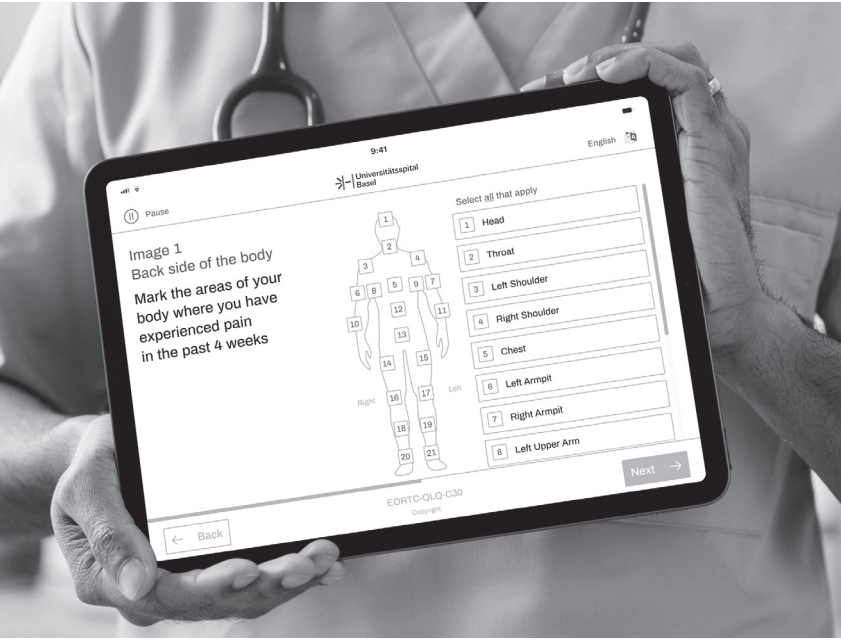 9:41
Universitätsspital
Basel
English
Pause
Image 1
Back side of the body
Mark the areas of your
body where you have
experienced pain
in the past 4 weeks
1
2
3
4
6
8
5
9
7
10
12
11
13
14
15
16
17
18
19
20
21
Right
Left
Select all that apply
1 Head
2 Throat
3 Left Shoulder
4 Right Shoulder
5 Chest
6 Left Armpit
7 Right Armpit
8 Left Upper Arm
Back
EORTC-QLQ-C30
Copyright
Next